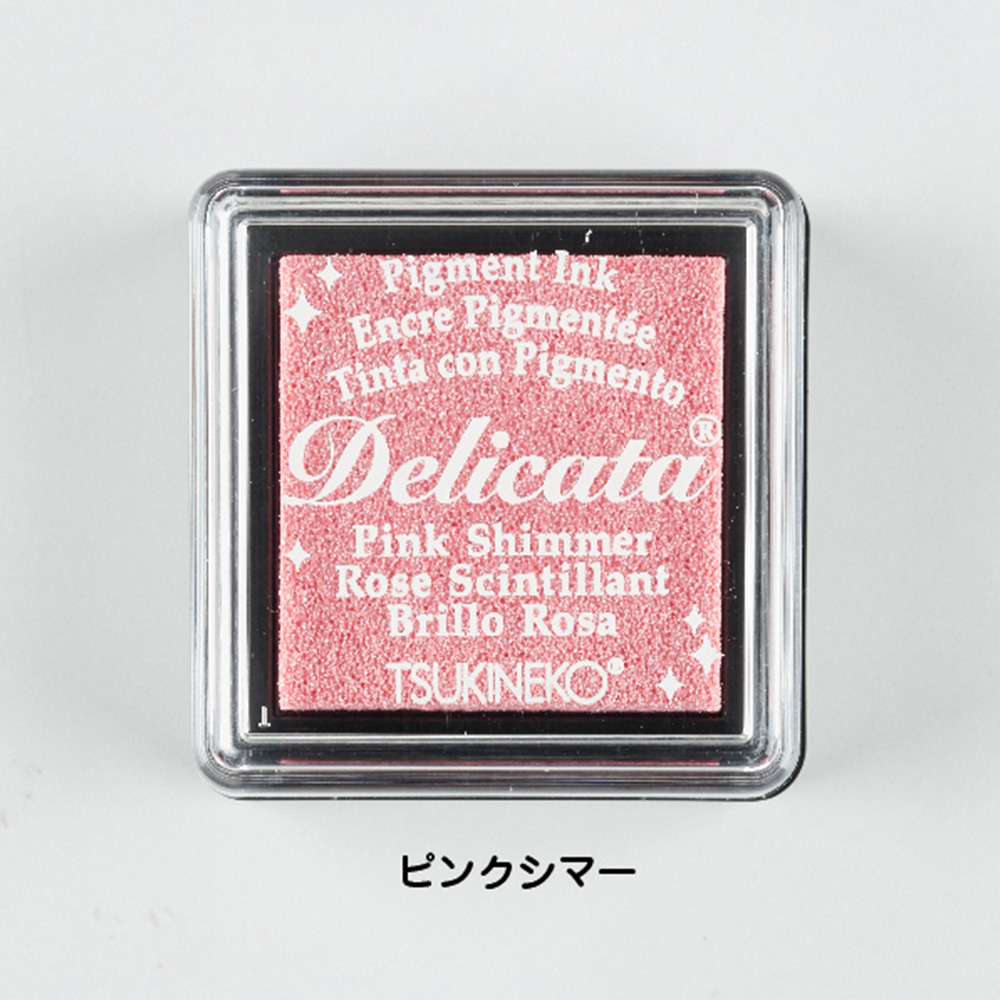 Pigment Ink
Encre Pigmentée
Tinta con Pigmento
Delicata®
Pink Shimmer
Rose Scintillant
Brillo Rosa
TSUKINEKO®
ピンクシマー